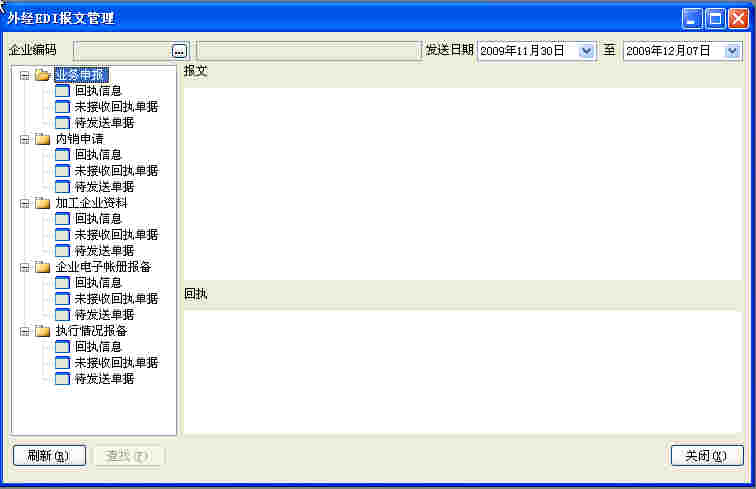 外经EDI报文管理
企业编码 ... 发送日期 2009年11月30日 至 2009年12月07日
业务申报
回执信息
未接收回执单据
待发送单据
内销申请
回执信息
未接收回执单据
待发送单据
加工企业资料
回执信息
未接收回执单据
待发送单据
企业电子帐册报备
回执信息
未接收回执单据
待发送单据
执行情况报备
回执信息
未接收回执单据
待发送单据
报文
回执
刷新(R) 查找(F) 关闭(X)